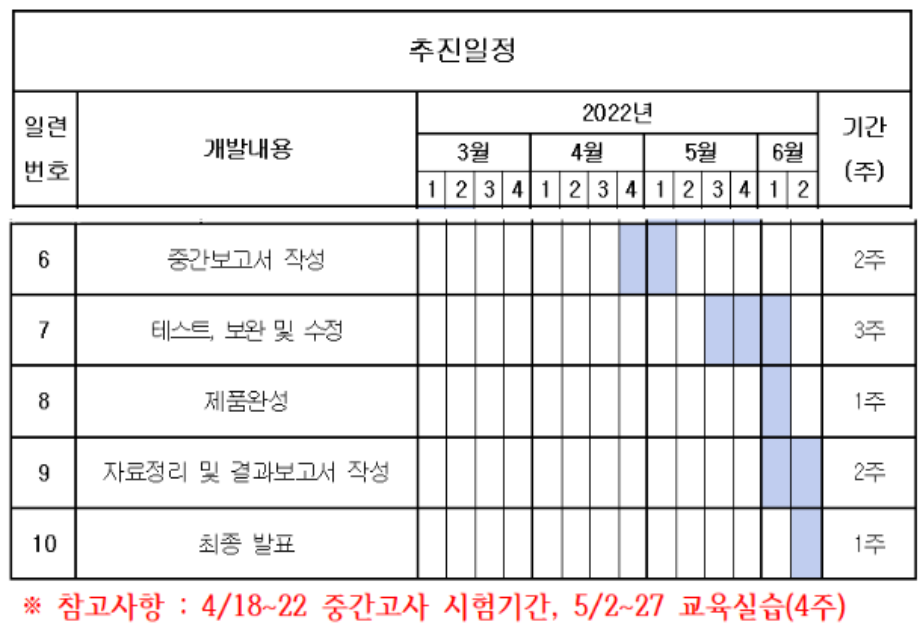 추진일정
일련
번호
개발내용
2022년
기간
(주)
3월 4월 5월 6월
1 2 3 4 1 2 3 4 1 2 3 4 1 2
6 중간보고서 작성 2주
7 테스트, 보완 및 수정 3주
8 제품완성 1주
9 자료정리 및 결과보고서 작성 2주
10 최종 발표 1주
※ 참고사항 : 4/18~22 중간고사 시험기간, 5/2~27 교육실습(4주)